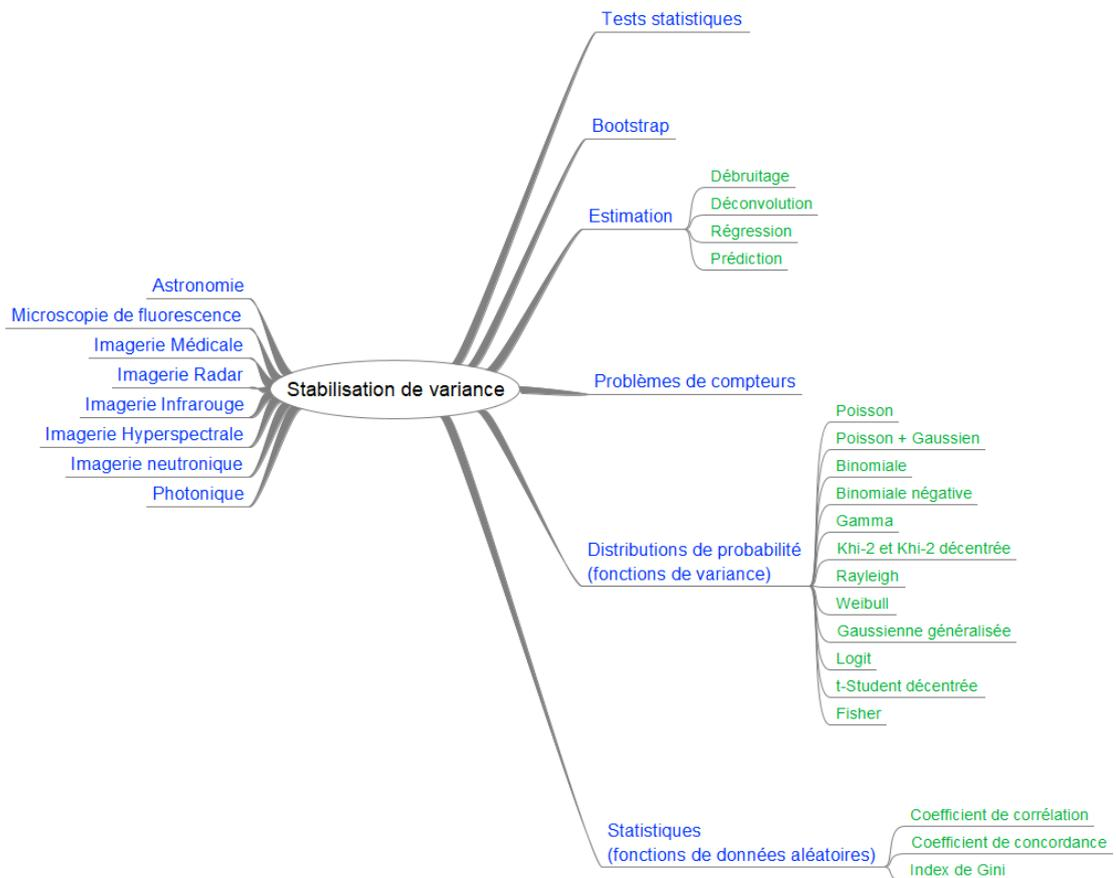 Stabilisation de variance
Astronomie
Microscopie de fluorescence
Imagerie Médicale
Imagerie Radar
Imagerie Infrarouge
Imagerie Hyperspectrale
Imagerie neutronique
Photonique
Tests statistiques
Bootstrap
Estimation
Débruitage
Déconvolution
Régression
Prédiction
Problèmes de compteurs
Distributions de probabilité
(fonctions de variance)
Poisson
Poisson + Gaussien
Binomiale
Binomiale négative
Gamma
Khi-2 et Khi-2 décentrée
Rayleigh
Weibull
Gaussienne généralisée
Logit
t-Student décentrée
Fisher
Statistiques
(fonctions de données aléatoires)
Coefficient de corrélation
Coefficient de concordance
Index de Gini